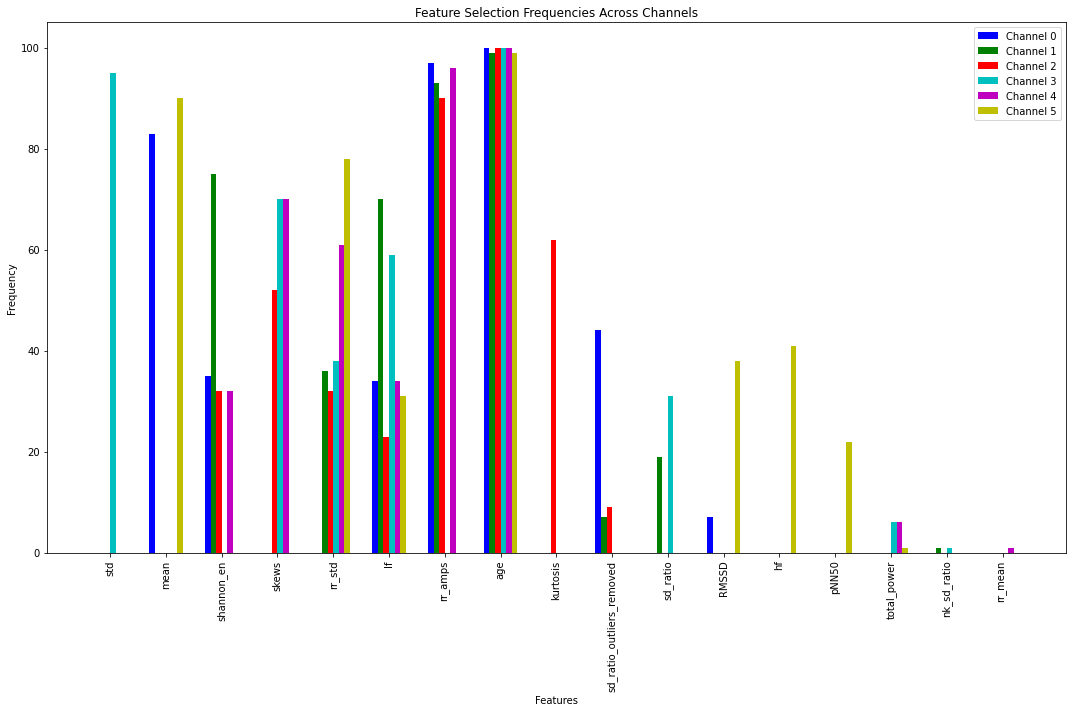 Feature Selection Frequencies Across Channels
Channel 0
Channel 1
Channel 2
Channel 3
Channel 4
Channel 5
Frequency
100
80
60
40
20
0
std
mean
shannon_en
skews
rr_std
lf
rr_amps
age
kurtosis
sd_ratio_outliers_removed
sd_ratio
RMSSD
hf
pNN50
total_power
nk_sd_ratio
rr_mean
Features